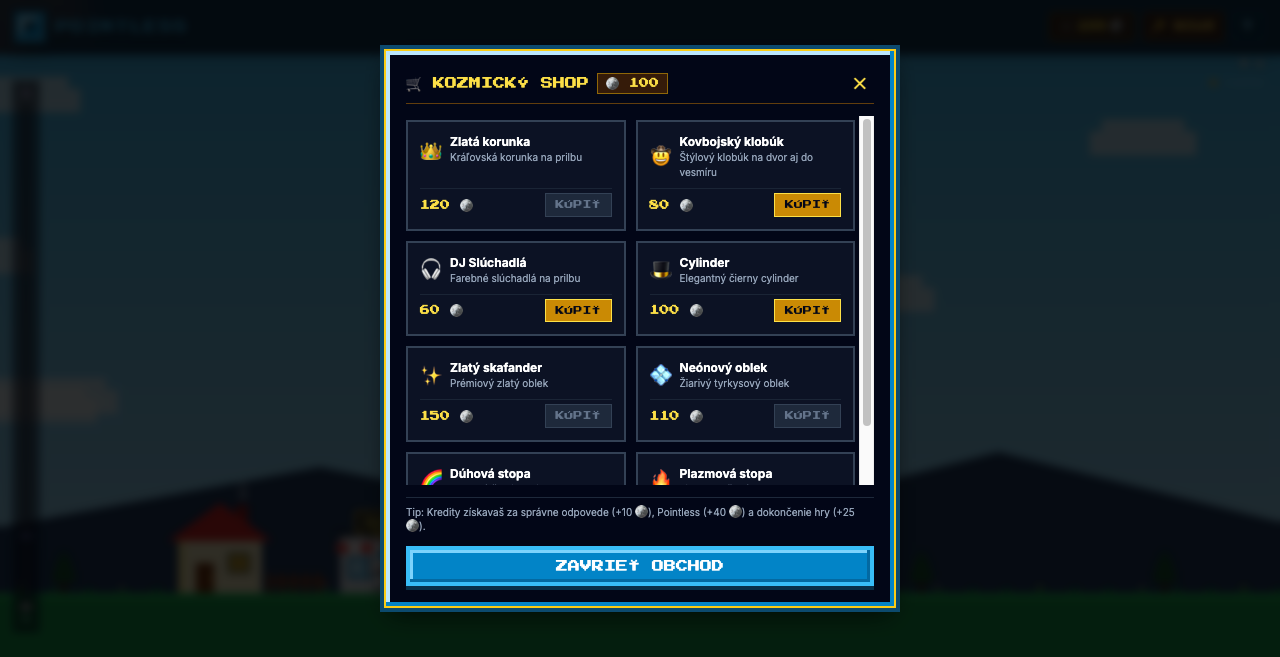 KOZMICKÝ SHOP 100
Zlatá korunka
Kráľovská korunka na prilbu
120 KÚPIŤ
Kovbojský klobúk
Štýlový klobúk na dvor aj do
vesmíru
80 KÚPIŤ
DJ Slúchadlá
Farebné slúchadlá na prilbu
60 KÚPIŤ
Cylinder
Elegantný čierny cylinder
100 KÚPIŤ
Zlatý skafander
Prémiový zlatý oblek
150 KÚPIŤ
Neónový oblek
Žiarivý tyrkysový oblek
110 KÚPIŤ
Dúhová stopa
Plazmová stopa
Tip: Kredity získavaš za správne odpovede (+10 ), Pointless (+40 ) a dokončenie hry (+25
).
ZAVRIEŤ OBCHOD